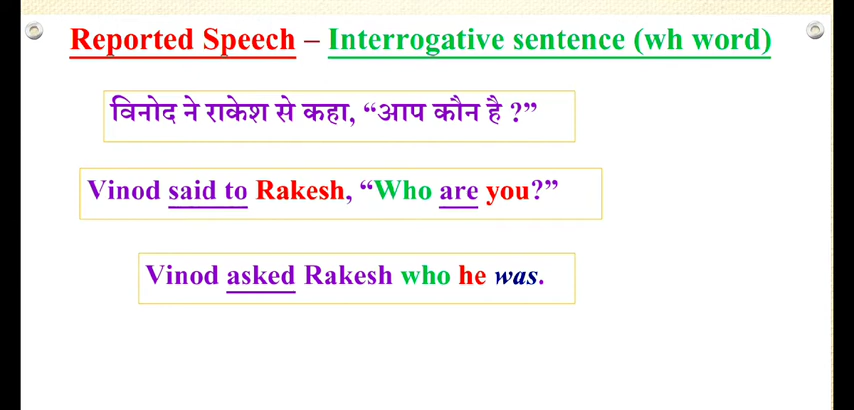 Reported Speech – Interrogative sentence (wh word)
विनोद ने राकेश से कहा, “आप कौन है ?”
Vinod said to Rakesh, “Who are you?”
Vinod asked Rakesh who he was.